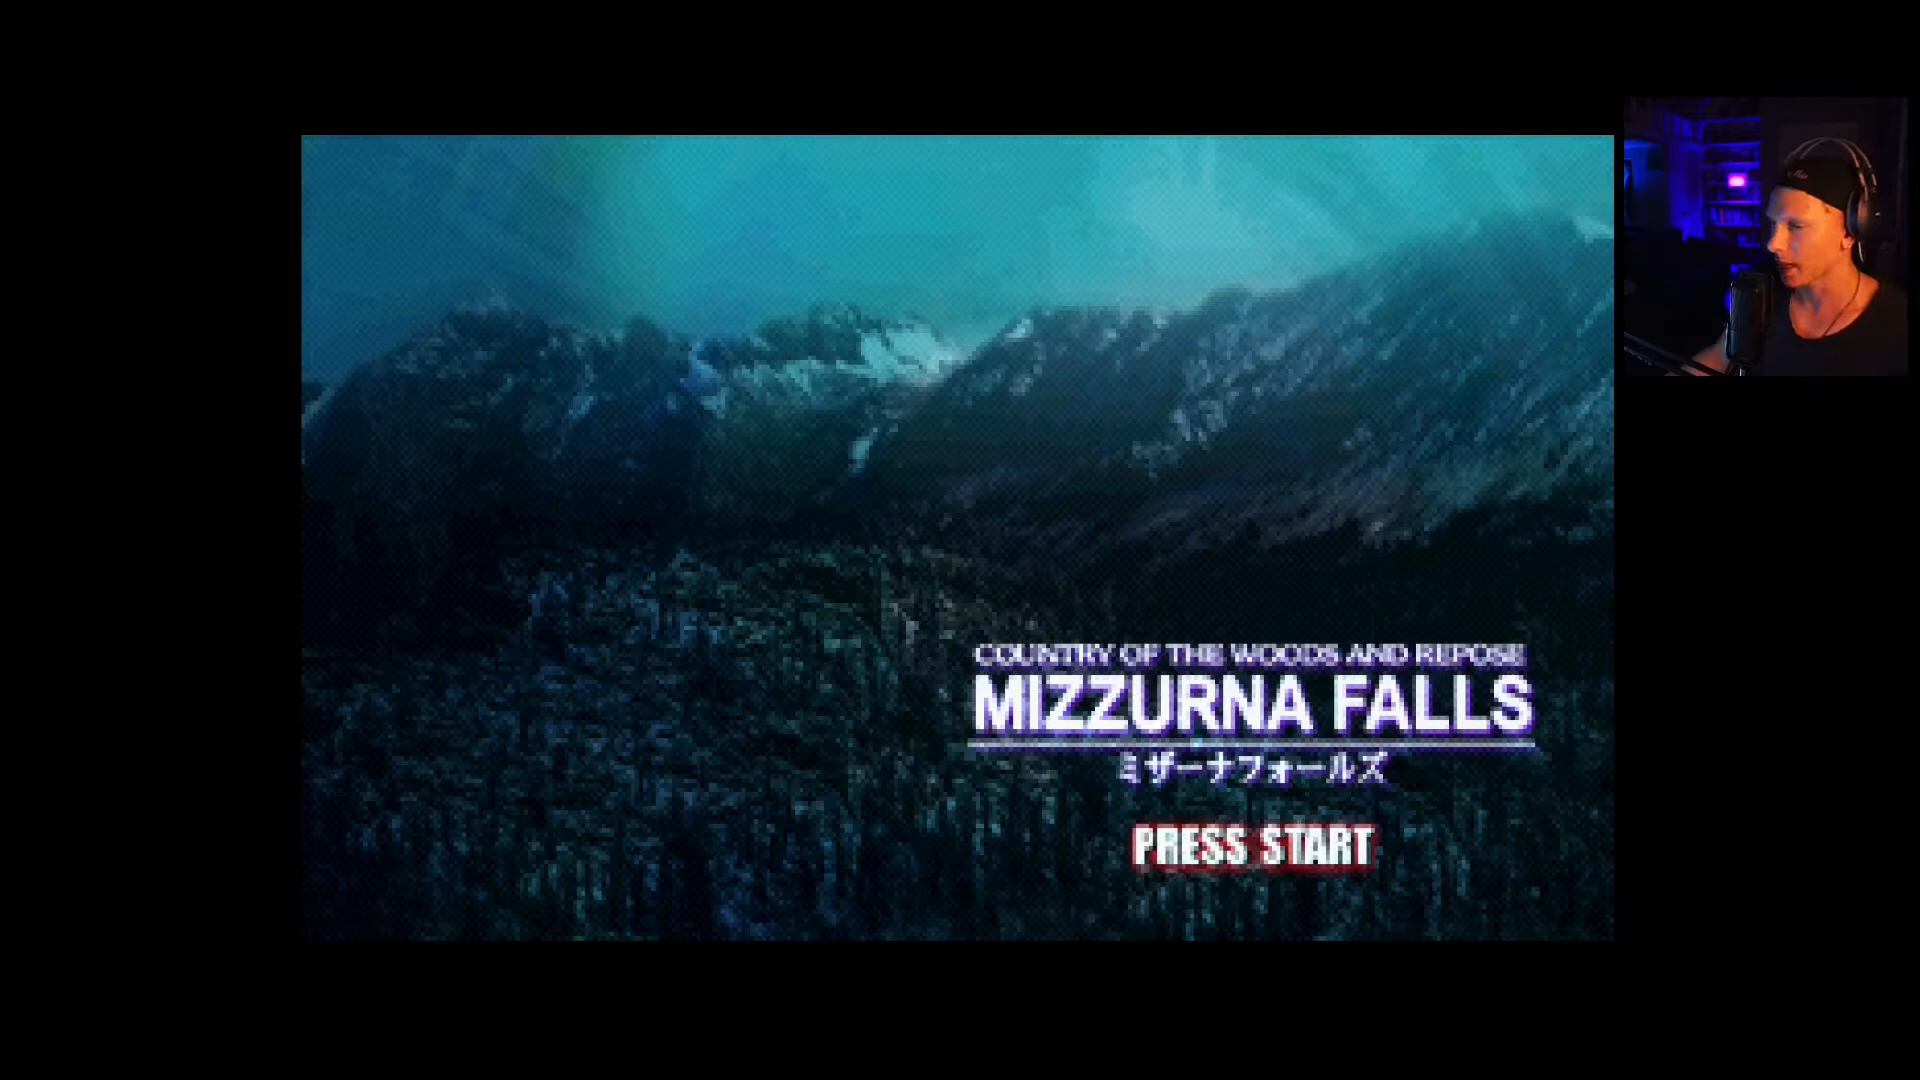 COUNTRY OF THE WOODS AND REPOSE
MIZZURNA FALLS
ミザーナフォールズ
PRESS START